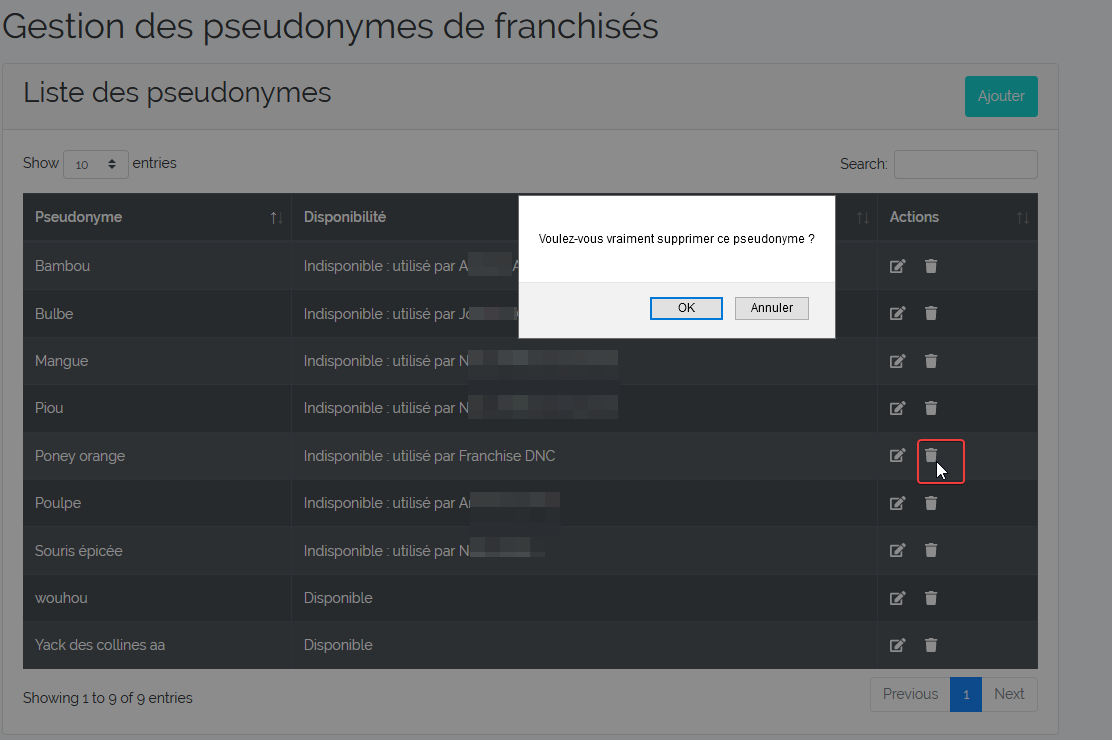 Gestion des pseudonymes de franchisés
Liste des pseudonymes
Ajouter
Show 10 entries
Search:
Pseudonyme Disponibilité Actions
Voulez-vous vraiment supprimer ce pseudonyme ?
OK Annuler
Bambou Indisponible : utilisé par
Bulbe Indisponible : utilisé par
Mangue Indisponible : utilisé par
Piou Indisponible : utilisé par
Poney orange Indisponible : utilisé par Franchise DNC
Poulpe Indisponible : utilisé par
Souris épicée Indisponible : utilisé par
wouhou Disponible
Yack des collines aa Disponible
Showing 1 to 9 of 9 entries
Previous 1 Next